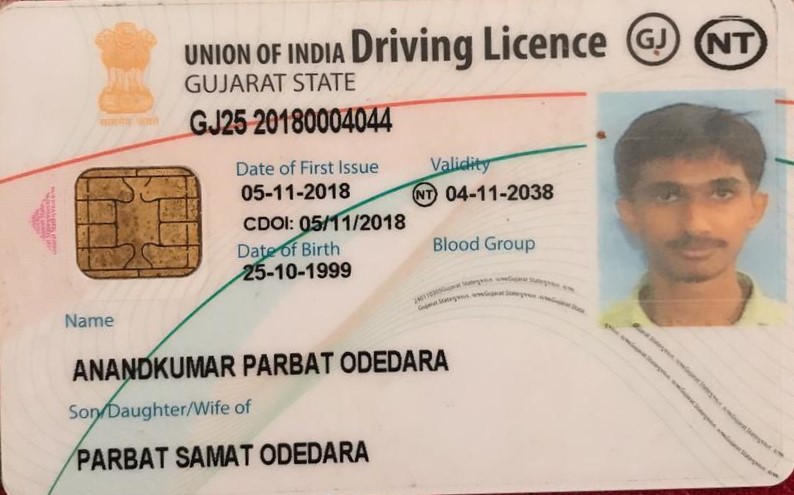 UNION OF INDIA Driving Licence GJ NT
GUJARAT STATE
GJ25 20180004044
Date of First Issue Validity
05-11-2018 NT 04-11-2038
CDOI: 05/11/2018
Date of Birth Blood Group
25-10-1999
Name
ANANDKUMAR PARBAT ODEDARA
Son/Daughter/Wife of
PARBAT SAMAT ODEDARA